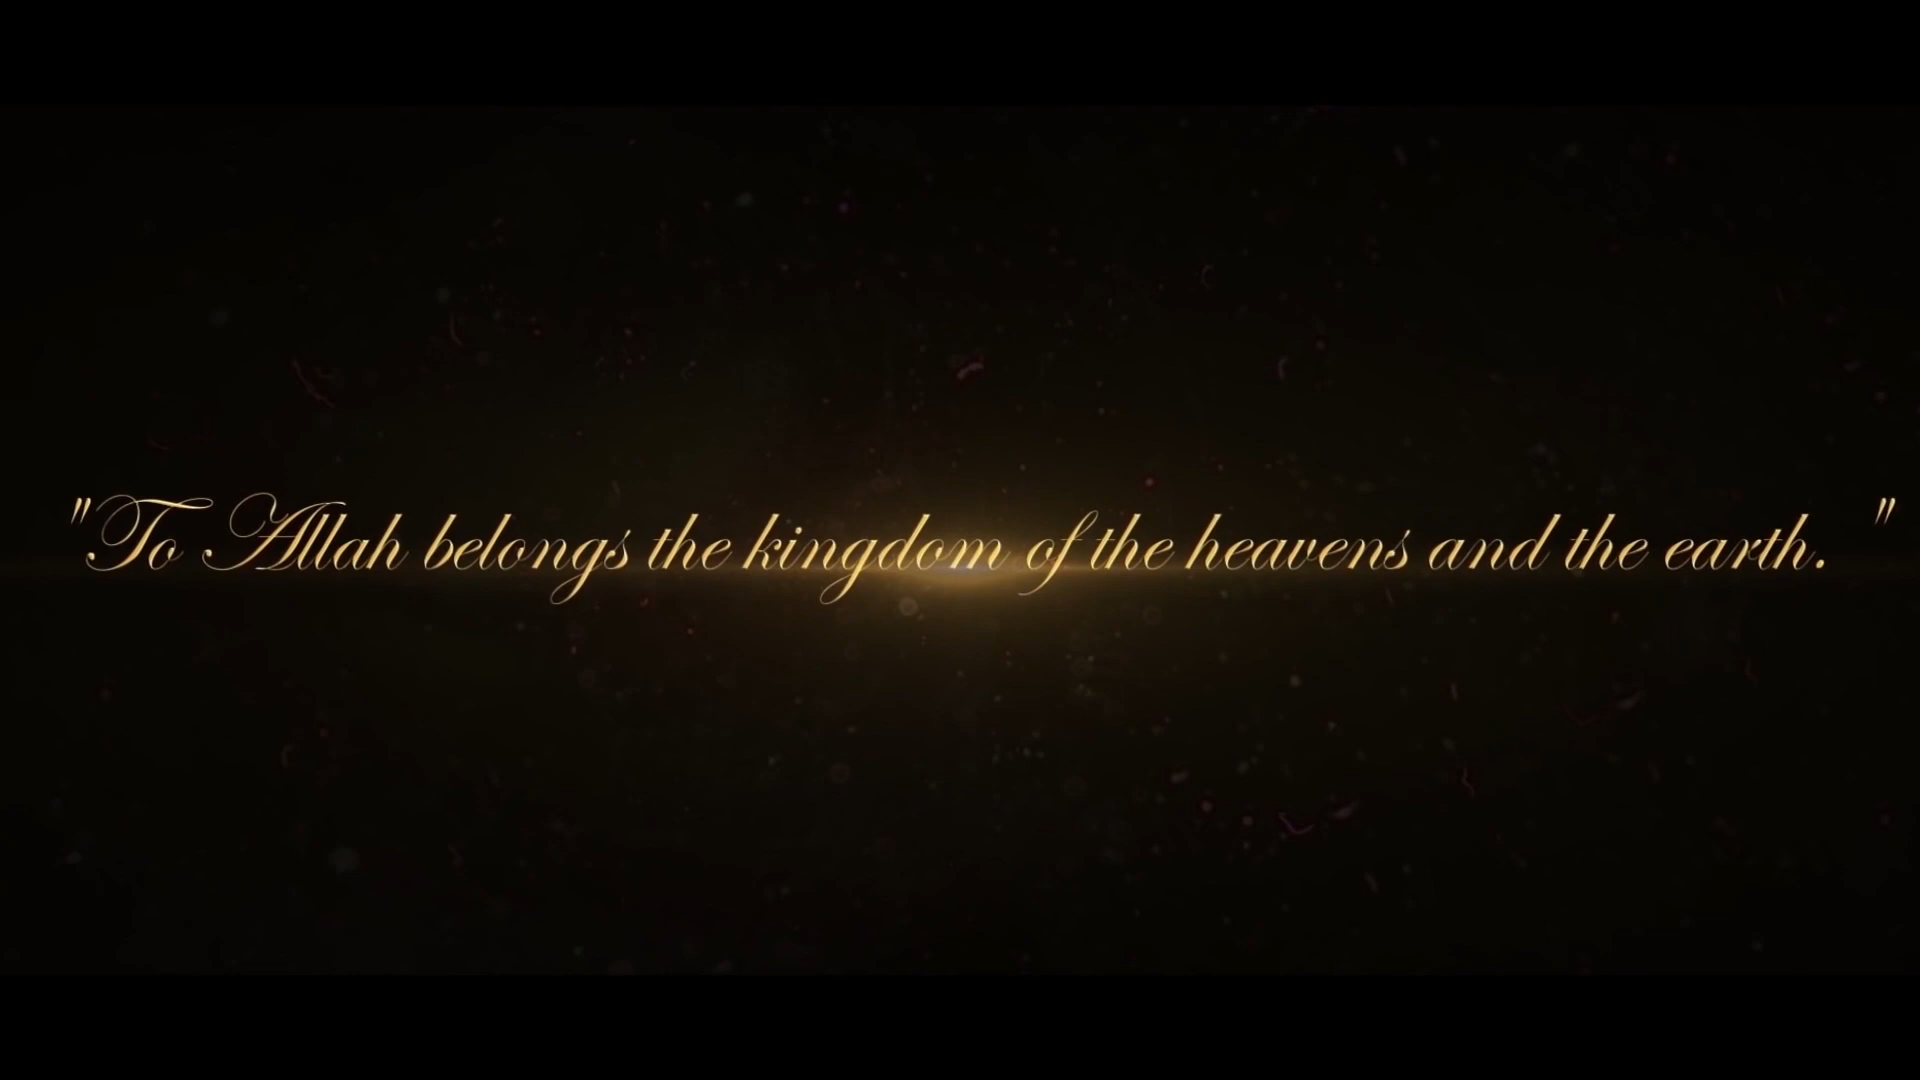 "To Allah belongs the kingdom of the heavens and the earth. "